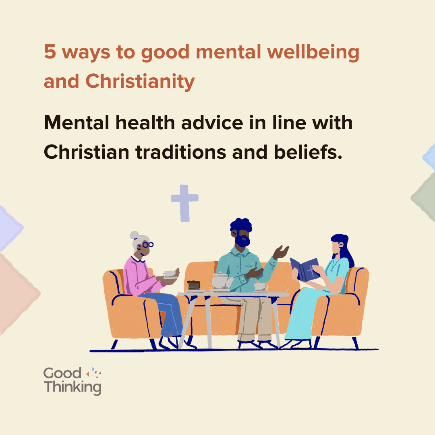 5 ways to good mental wellbeing
and Christianity
Mental health advice in line with
Christian traditions and beliefs.
Good
Thinking